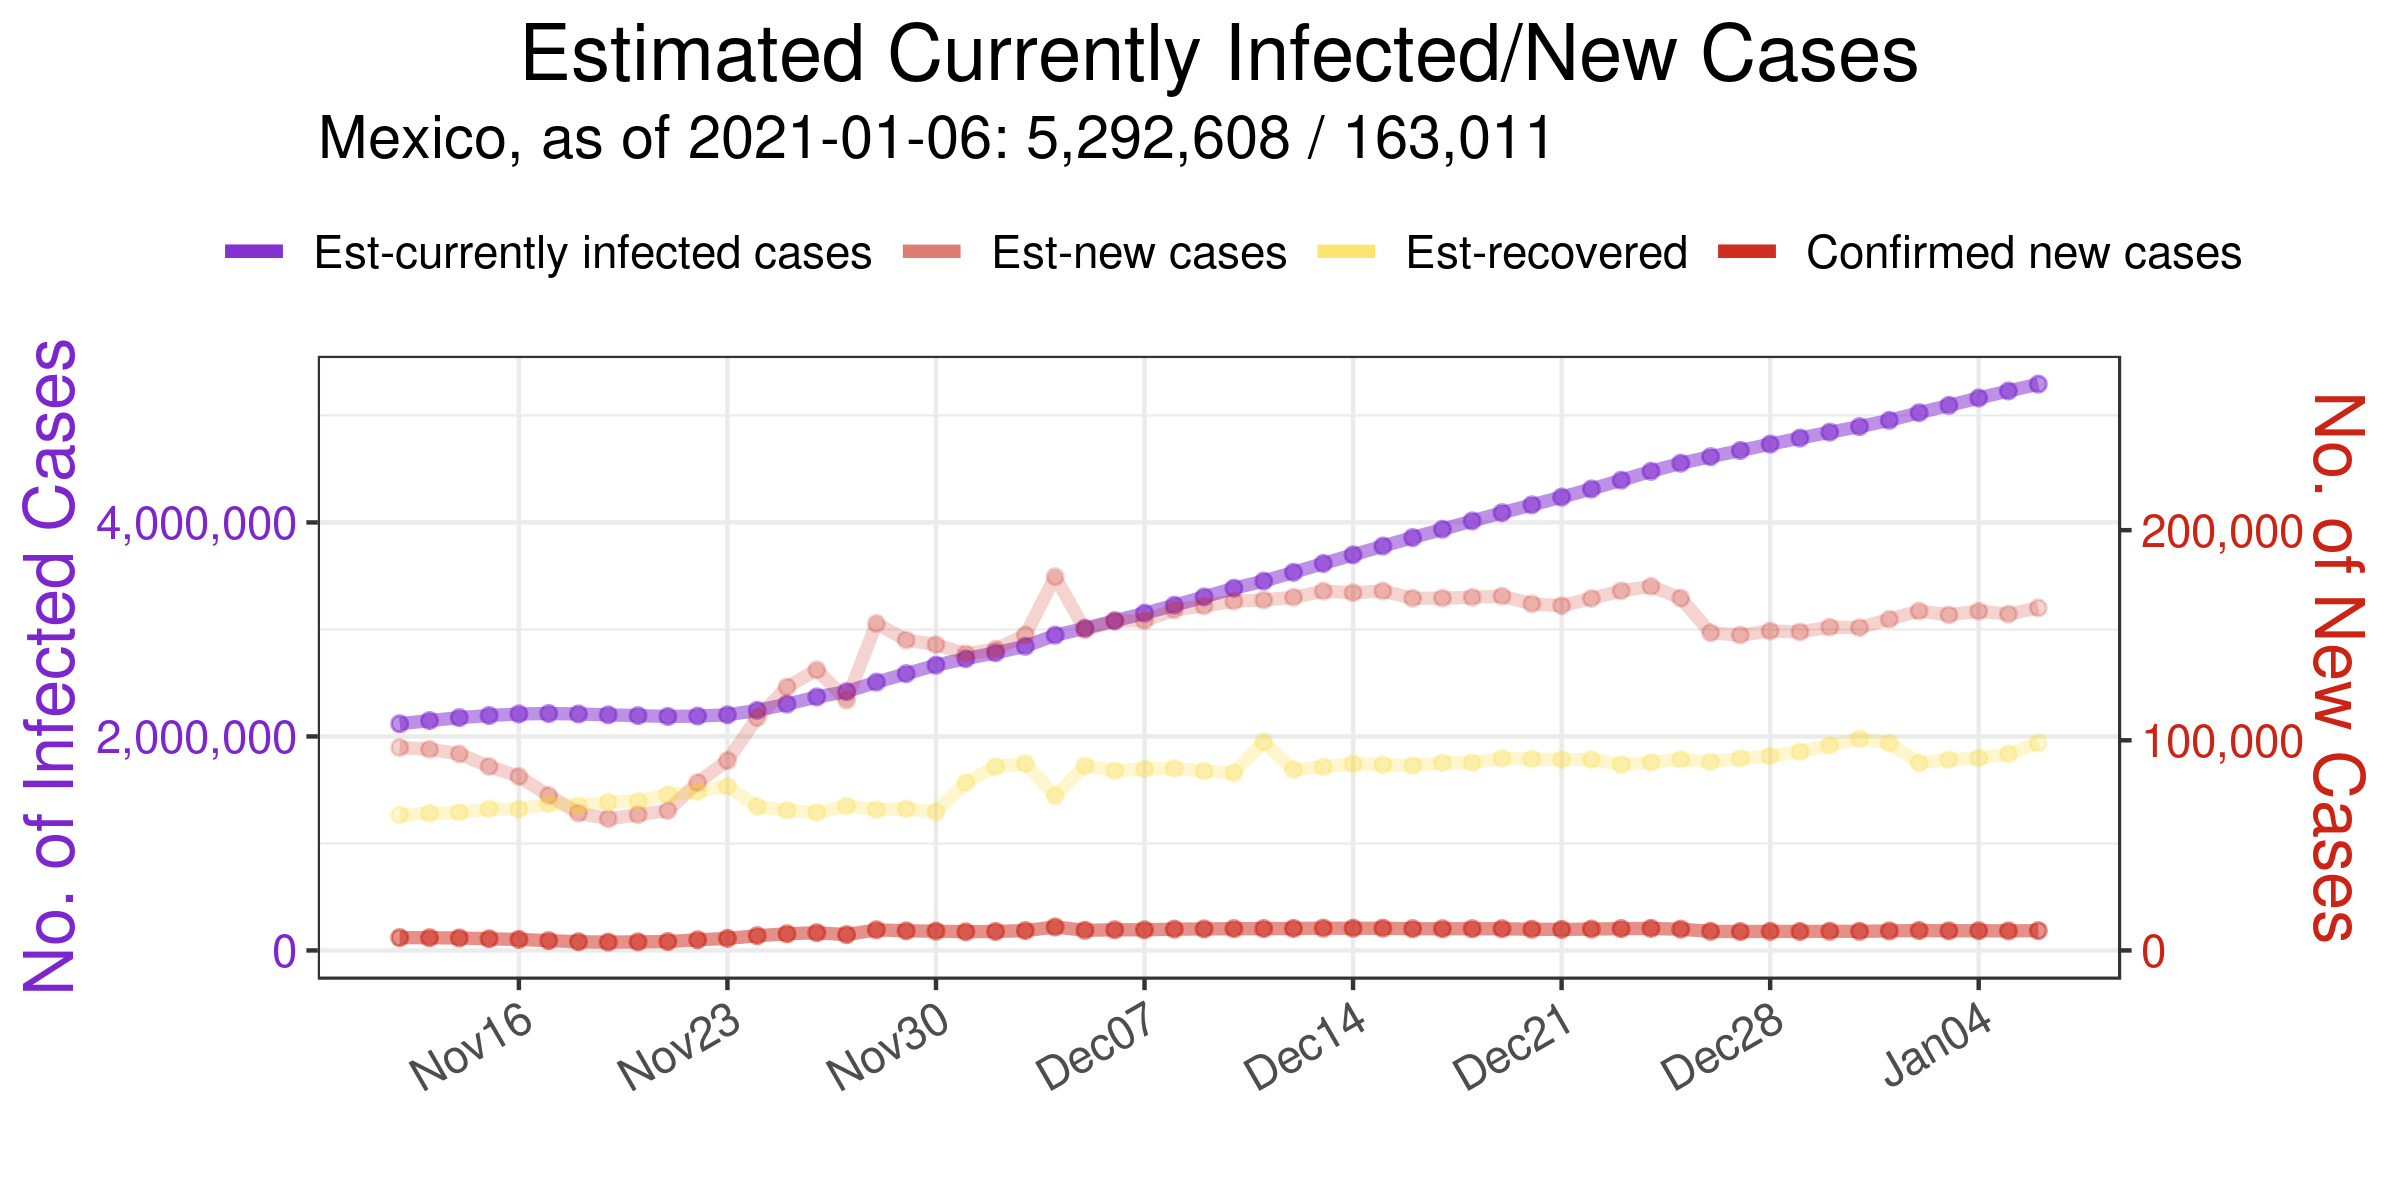 Estimated Currently Infected/New Cases
Mexico, as of 2021-01-06: 5,292,608 / 163,011
Est-currently infected cases Est-new cases Est-recovered Confirmed new cases
No. of Infected Cases
4,000,000
2,000,000
0
200,000
100,000
0
No. of New Cases
Nov16 Nov23 Nov30 Dec07 Dec14 Dec21 Dec28 Jan04